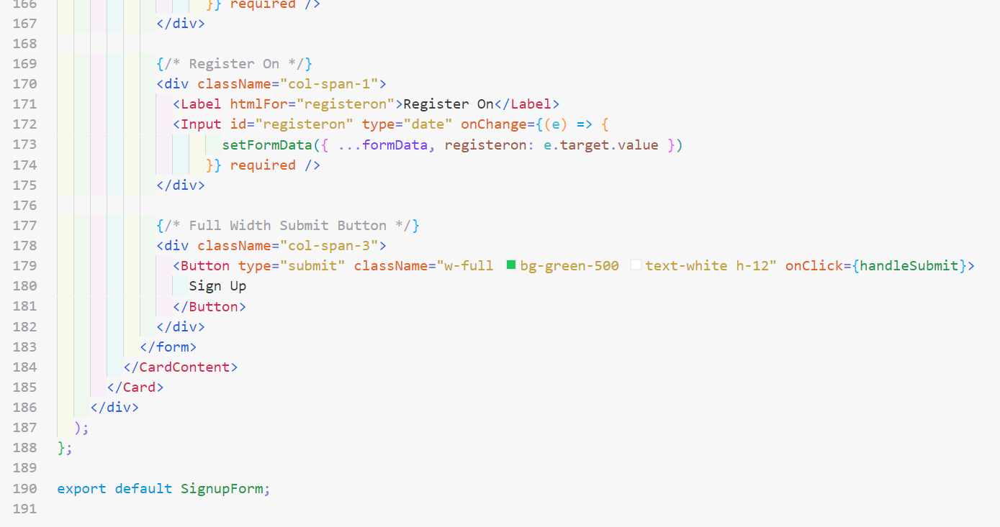 166 }} required />
167 </div>
168
169 {/* Register On */}
170 <div className="col-span-1">
171 <Label htmlFor="registeron">Register On</Label>
172 <Input id="registeron" type="date" onChange={(e) => {
173 setFormData({ ...formData, registeron: e.target.value })
174 }} required />
175 </div>
176
177 {/* Full Width Submit Button */}
178 <div className="col-span-3">
179 <Button type="submit" className="w-full bg-green-500 text-white h-12" onClick={handleSubmit}>
180 Sign Up
181 </Button>
182 </div>
183 </form>
184 </CardContent>
185 </Card>
186 </div>
187 );
188 };
189
190 export default SignupForm;
191